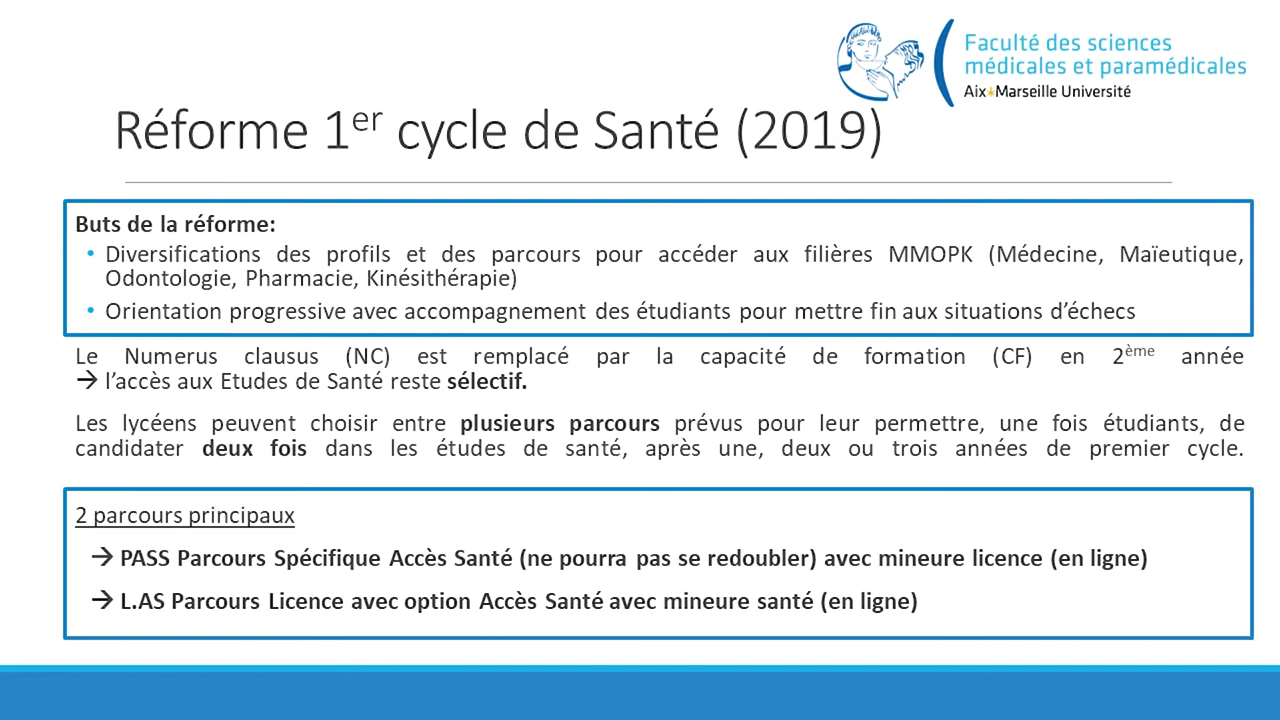 Faculté des sciences
médicales et paramédicales
Aix*Marseille Université
Réforme 1er cycle de Santé (2019)
Buts de la réforme:
• Diversifications des profils et des parcours pour accéder aux filières MMOPK (Médecine, Maïeutique,
Odontologie, Pharmacie, Kinésithérapie)
• Orientation progressive avec accompagnement des étudiants pour mettre fin aux situations d’échecs
Le Numerus clausus (NC) est remplacé par la capacité de formation (CF) en 2ème année
→ l’accès aux Etudes de Santé reste sélectif.
Les lycéens peuvent choisir entre plusieurs parcours prévus pour leur permettre, une fois étudiants, de
candidater deux fois dans les études de santé, après une, deux ou trois années de premier cycle.
2 parcours principaux
→ PASS Parcours Spécifique Accès Santé (ne pourra pas se redoubler) avec mineure licence (en ligne)
→ L.AS Parcours Licence avec option Accès Santé avec mineure santé (en ligne)